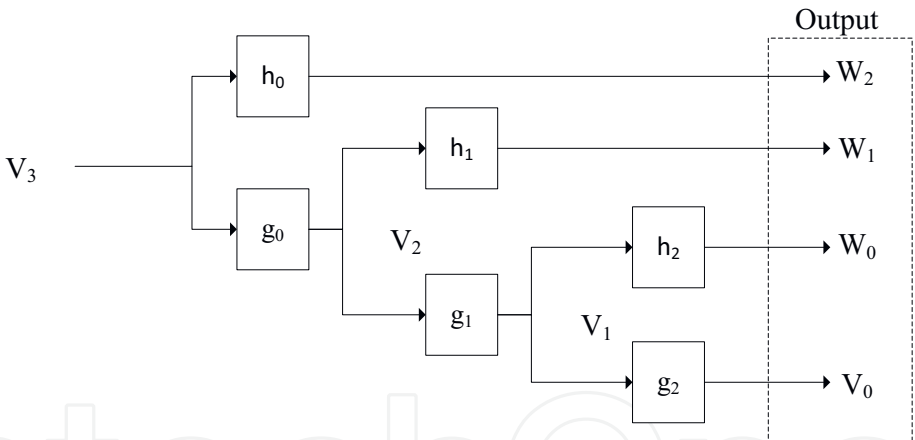 Output
h₀
W₂
h₁
W₁
V₃
g₀
V₂
h₂
W₀
g₁
V₁
g₂
V₀